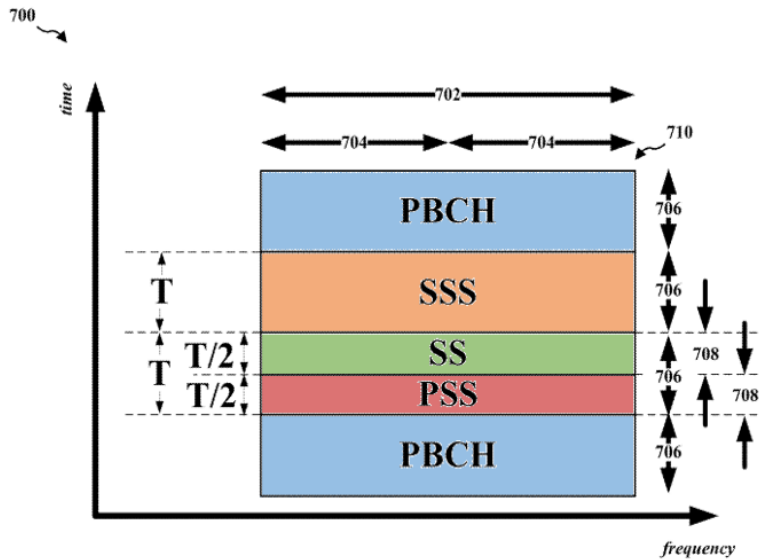 700
time
702
704 704
710
PBCH
706
T
SSS
706
T
T/2
SS
708
706
T/2
PSS
708
PBCH
706
frequency